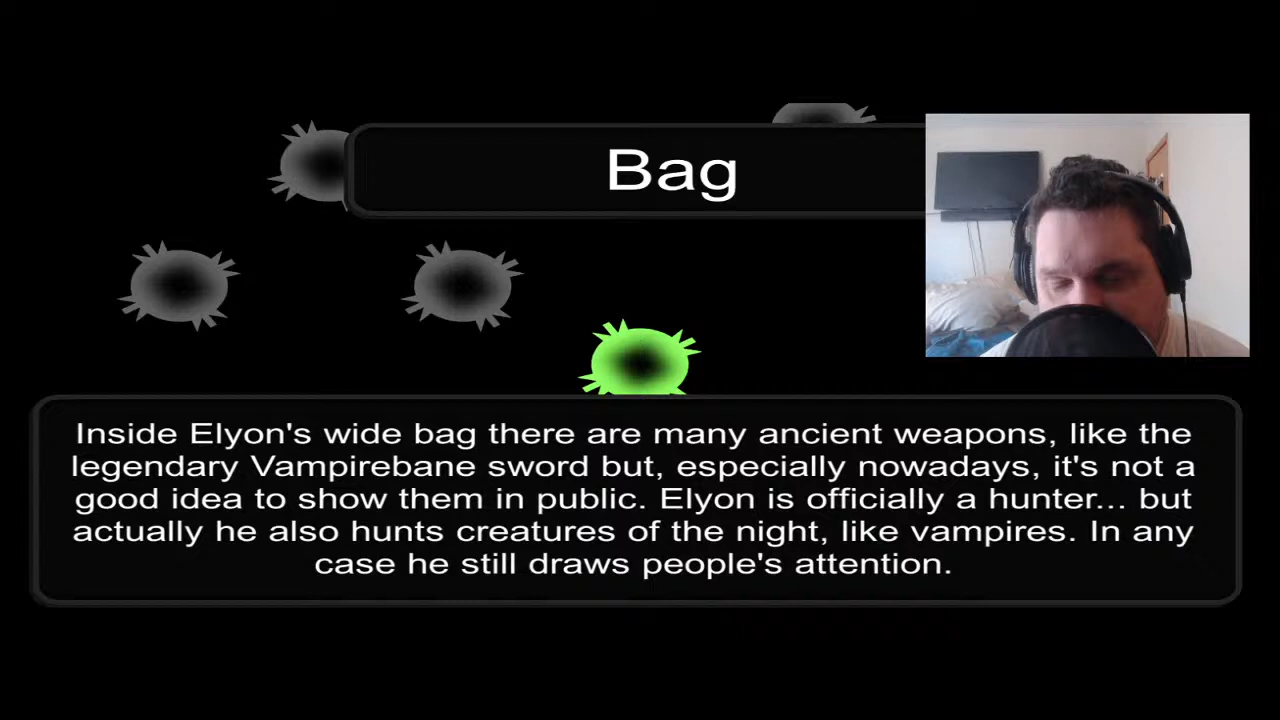 Bag
Inside Elyon's wide bag there are many ancient weapons, like the
legendary Vampirebane sword but, especially nowadays, it's not a
good idea to show them in public. Elyon is officially a hunter... but
actually he also hunts creatures of the night, like vampires. In any
case he still draws people's attention.